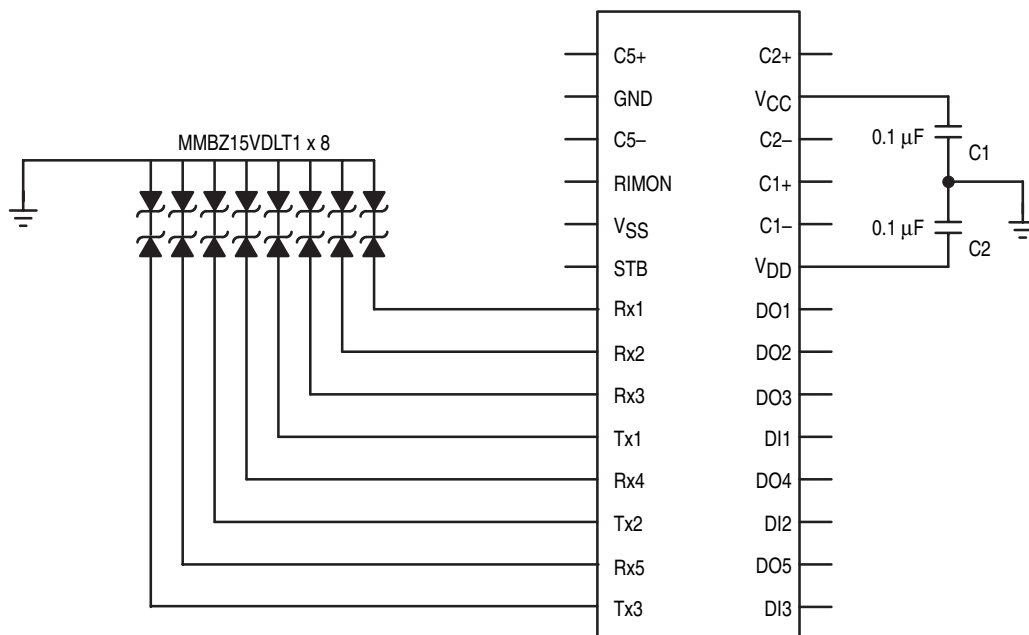 C5+ C2+
GND VCC
MMBZ15VDLT1 x 8 C5– 0.1 μF C2– C1
RIMON C1+
VSS C1– 0.1 μF
STB VDD C2
Rx1 DO1
Rx2 DO2
Rx3 DO3
Tx1 DI1
Rx4 DO4
Tx2 DI2
Rx5 DO5
Tx3 DI3